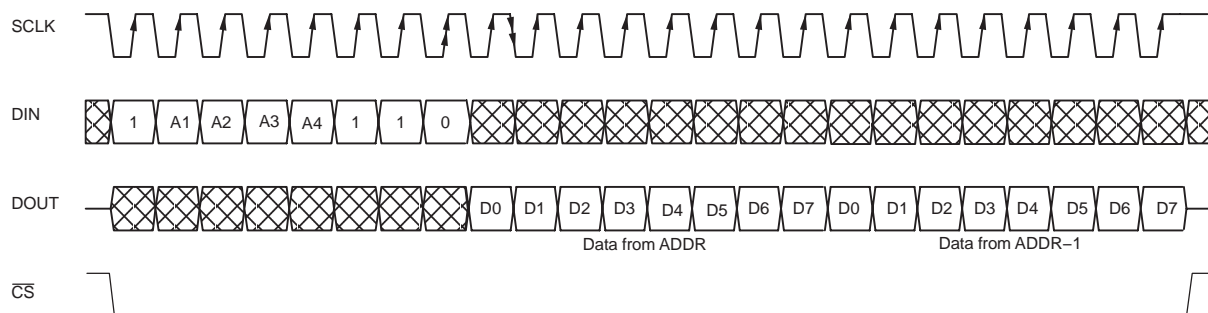 SCLK
DIN 1 A1 A2 A3 A4 1 1 0
DOUT D0 D1 D2 D3 D4 D5 D6 D7 D0 D1 D2 D3 D4 D5 D6 D7
Data from ADDR Data from ADDR−1
CS